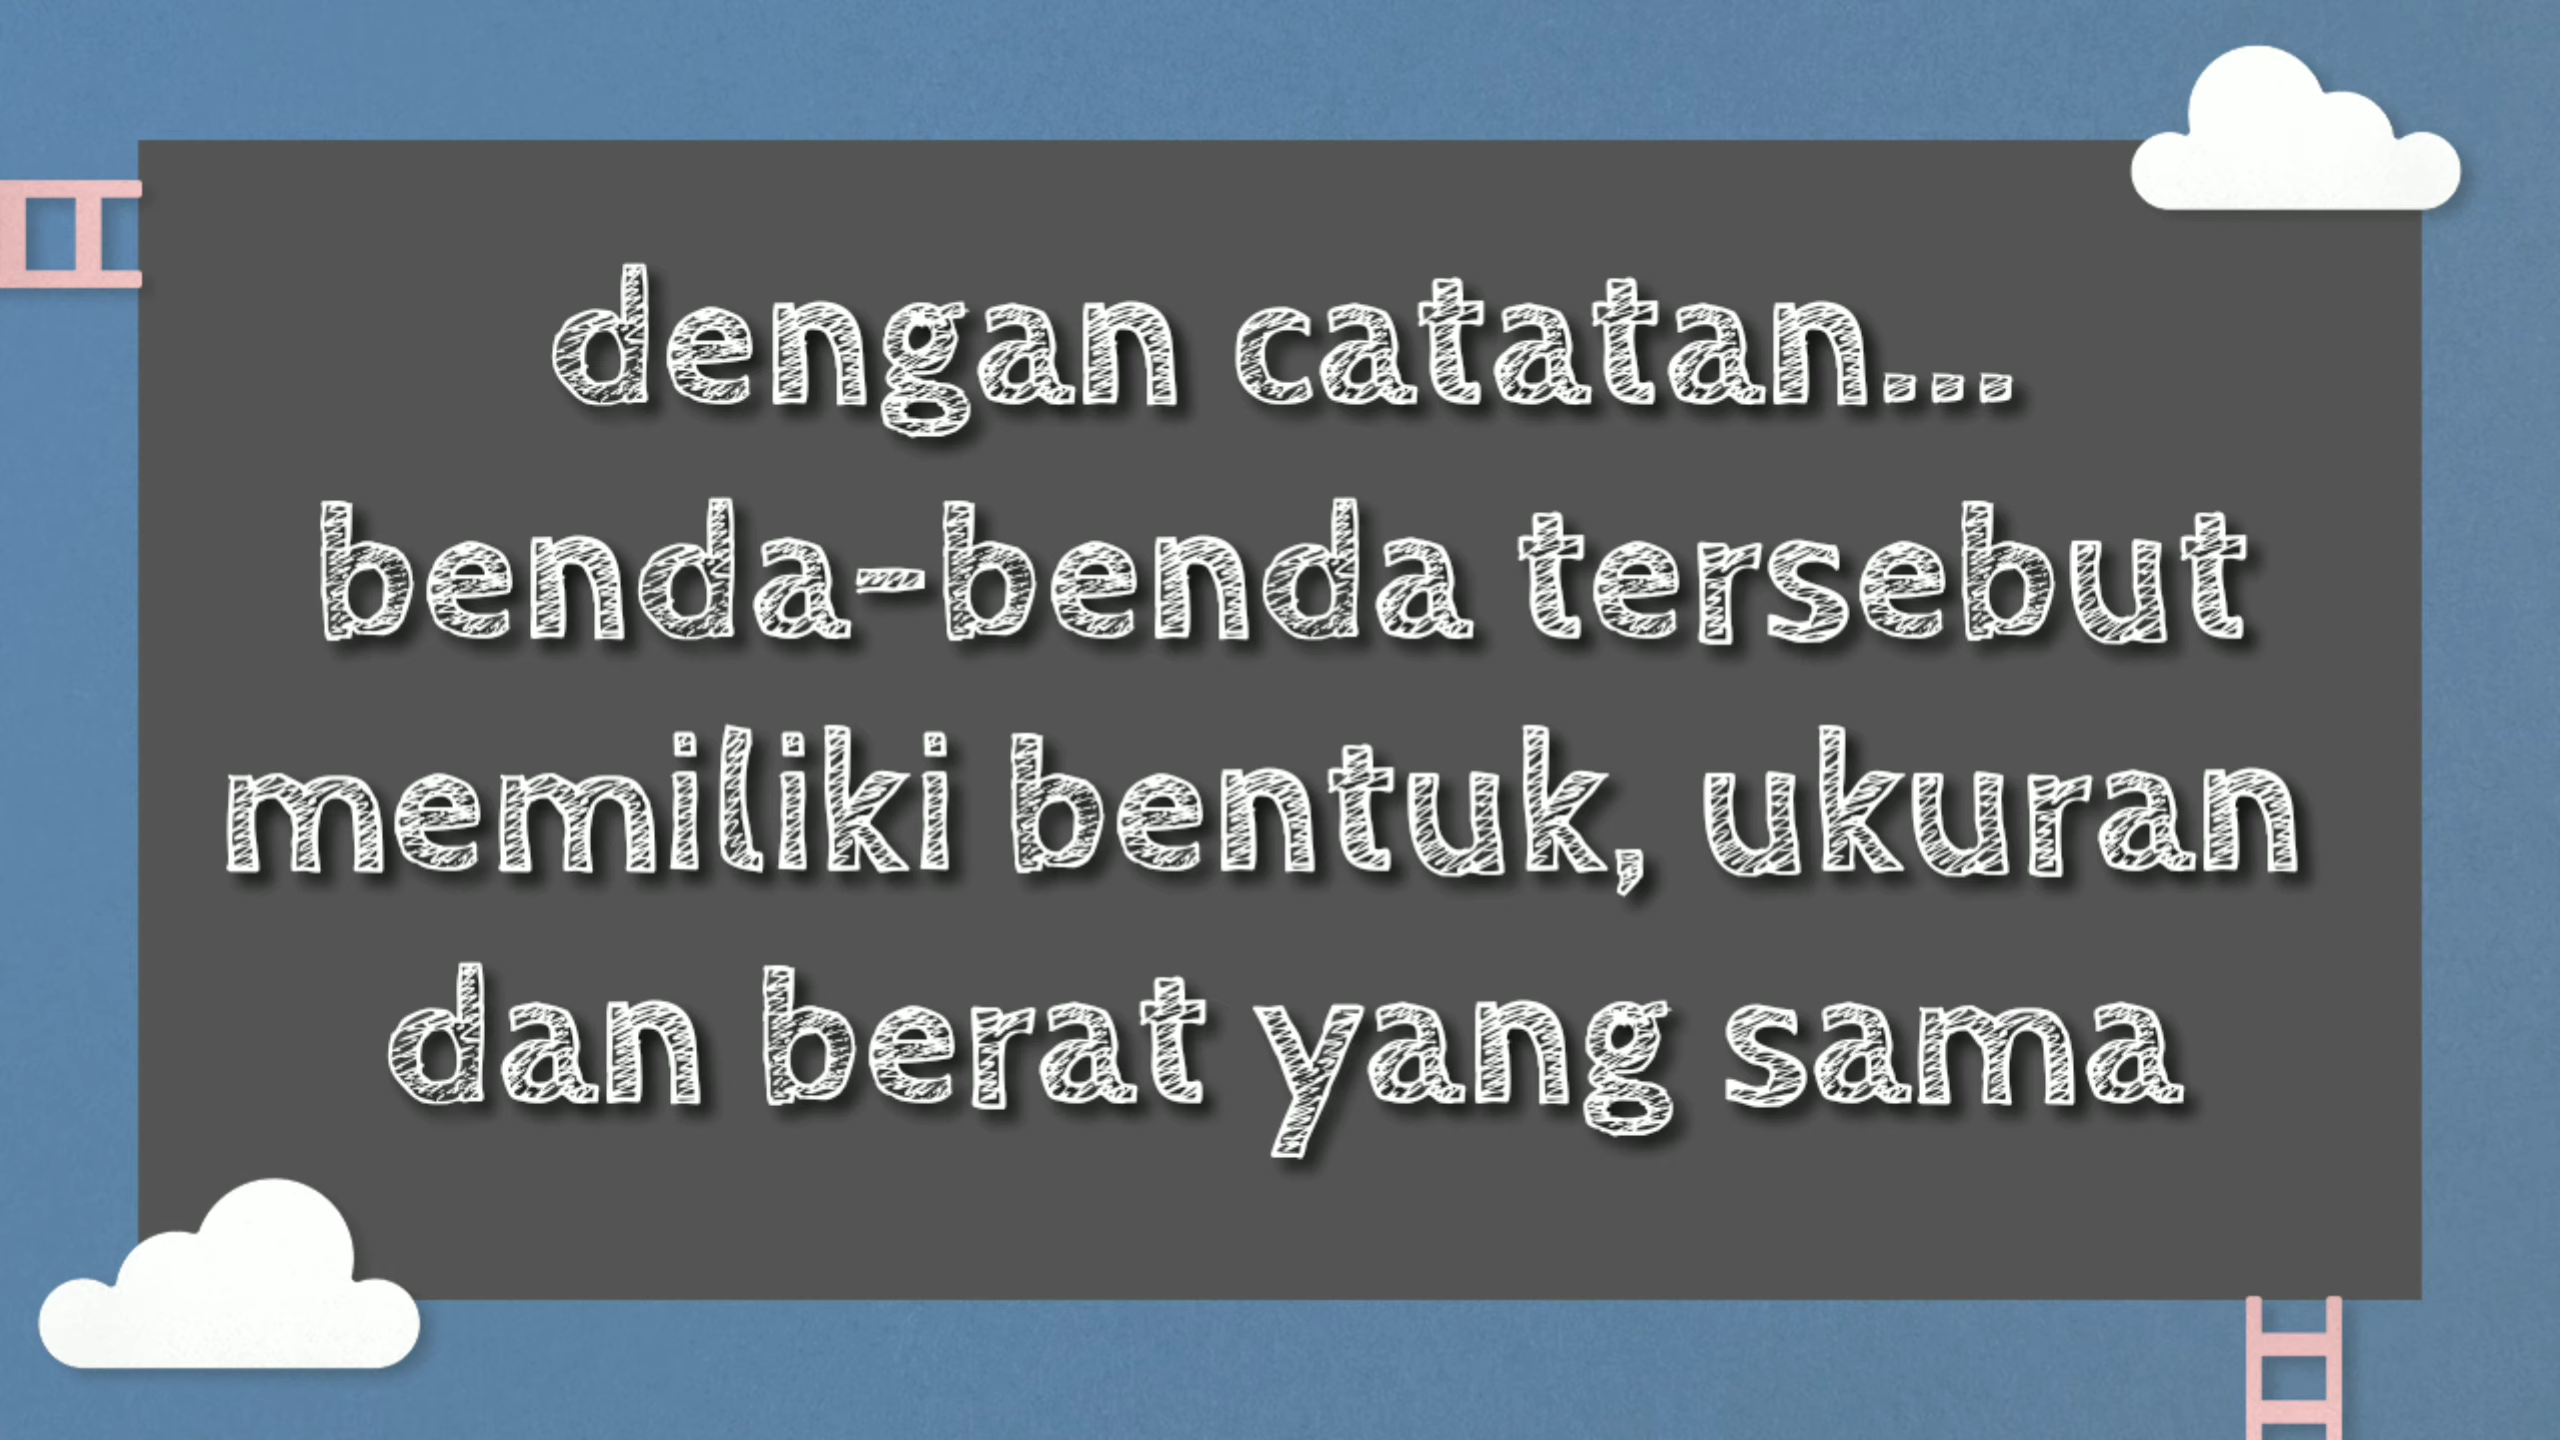 dengan catatan...
benda-benda tersebut
memiliki bentuk, ukuran
dan berat yang sama